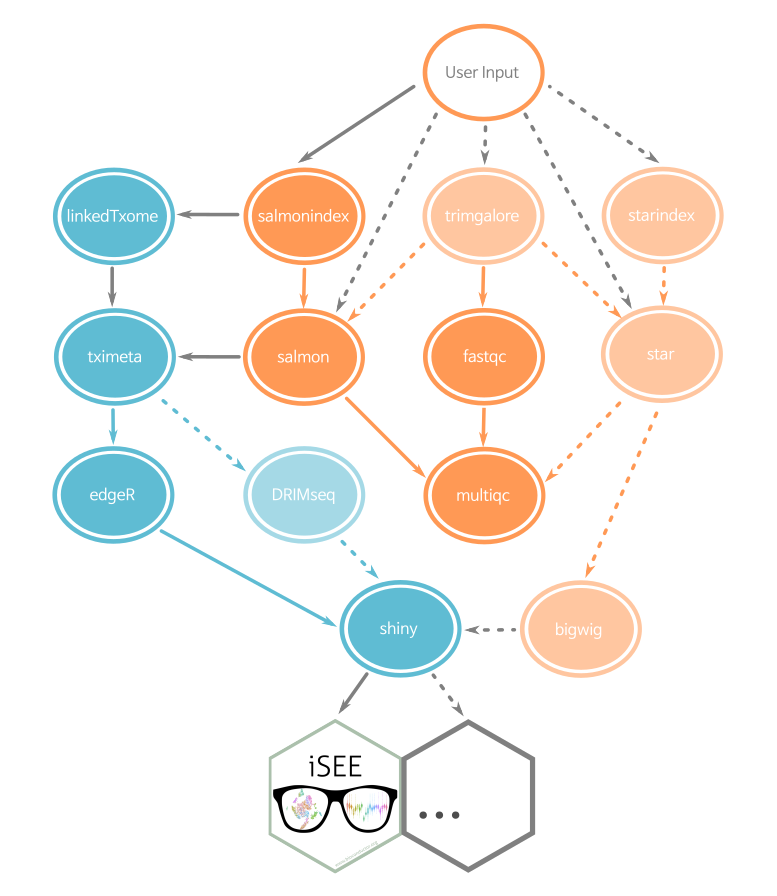 User Input
linkedTxome
salmonindex
trimgalore
starindex
tximeta
salmon
fastqc
star
edgeR
DRIMseq
multiqc
shiny
bigwig
iSEE
...